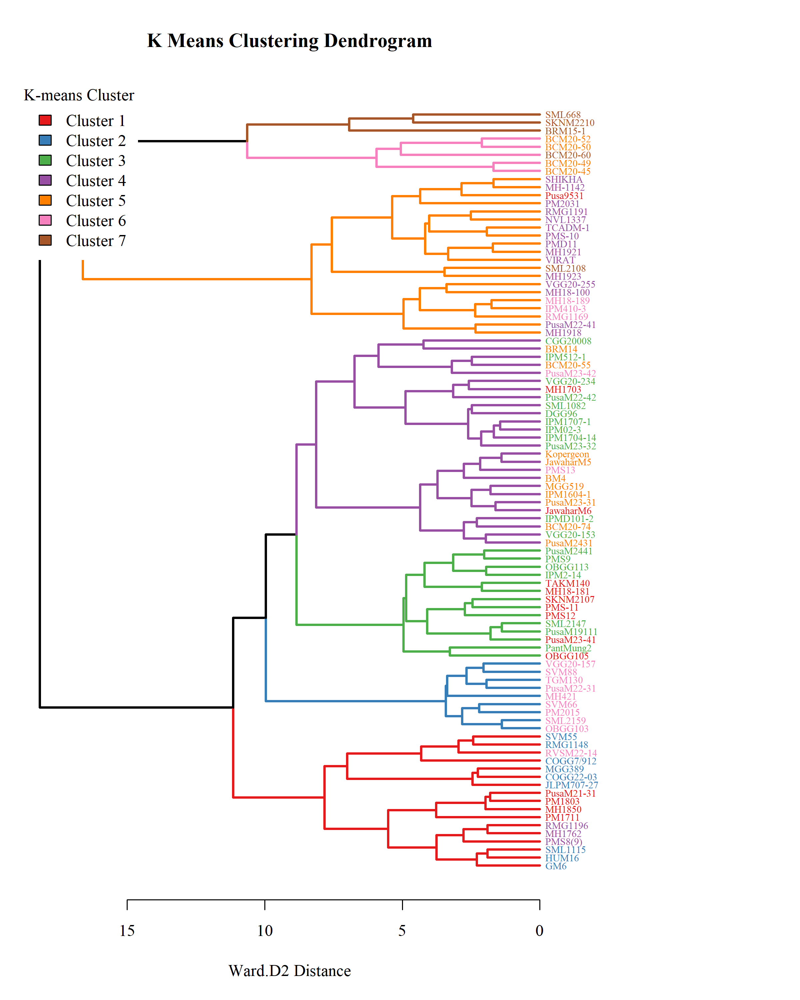 K Means Clustering Dendrogram
K-means Cluster
Cluster 1
Cluster 2
Cluster 3
Cluster 4
Cluster 5
Cluster 6
Cluster 7
SML668
SKNM2210
BRM15-1
BCM20-52
BCM20-50
BCM20-60
BCM20-49
BCM20-45
SHIKHA
MH-1142
Pusa9531
PM2031
RMG1191
NVL1337
TCADM-1
PMS-10
PMD11
MH1921
VIRAT
SML2108
MH1923
VGG20-255
MH18-100
MH18-189
IPM410-3
RMG1169
PusaM22-41
MH1918
CGG20008
BRM14
IPM512-1
BCM20-55
PusaM23-42
VGG20-234
MH1703
PusaM22-42
SML1082
DGG96
IPM1707-1
IPM02-3
IPM1704-14
PusaM23-32
Kopergeon
JawaharM5
PMS13
BM4
MGG519
IPM1604-1
PusaM23-31
JawaharM6
IPMD101-2
BCM20-74
VGG20-153
PusaM2431
PusaM2441
PMS9
OBGG113
IPM2-14
TAKM140
MH18-181
SKNM2107
PMS-11
PMS12
SML2147
PusaM19111
PusaM23-41
PantMung2
OBGG105
VGG20-157
SVM88
TGM130
PusaM22-31
MH421
SVM66
PM2015
SML2159
OBGG103
SVM55
RMG1148
RVSM22-14
COGG7/912
MGG389
COGG22-03
JLPM707-27
PusaM21-31
PM1803
MH1850
PM1711
RMG1196
MH1762
PMS8(9)
SML1115
HUM16
GM6
15 10 5 0
Ward.D2 Distance